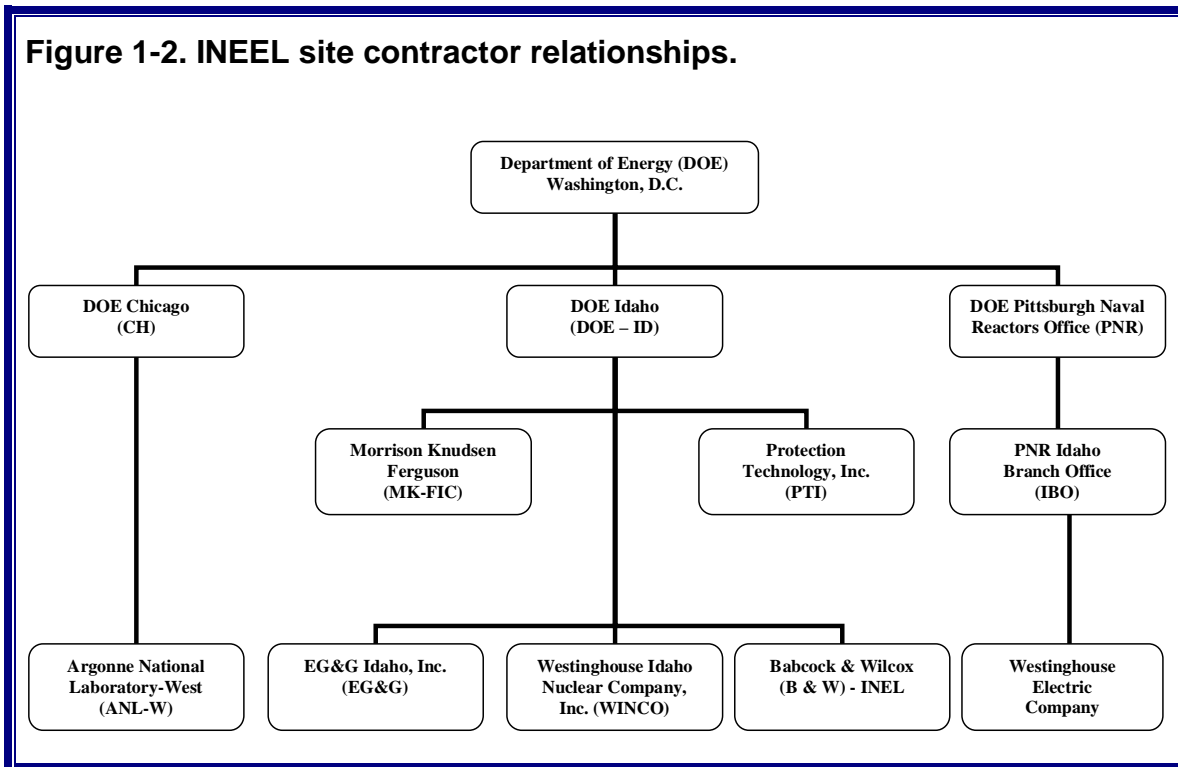 Figure 1-2. INEEL site contractor relationships.
Department of Energy (DOE)
Washington, D.C.
DOE Chicago
(CH)
DOE Idaho
(DOE – ID)
DOE Pittsburgh Naval
Reactors Office (PNR)
Morrison Knudsen
Ferguson
(MK-FIC)
Protection
Technology, Inc.
(PTI)
PNR Idaho
Branch Office
(IBO)
Argonne National
Laboratory-West
(ANL-W)
EG&G Idaho, Inc.
(EG&G)
Westinghouse Idaho
Nuclear Company,
Inc. (WINCO)
Babcock & Wilcox
(B & W) - INEL
Westinghouse
Electric
Company